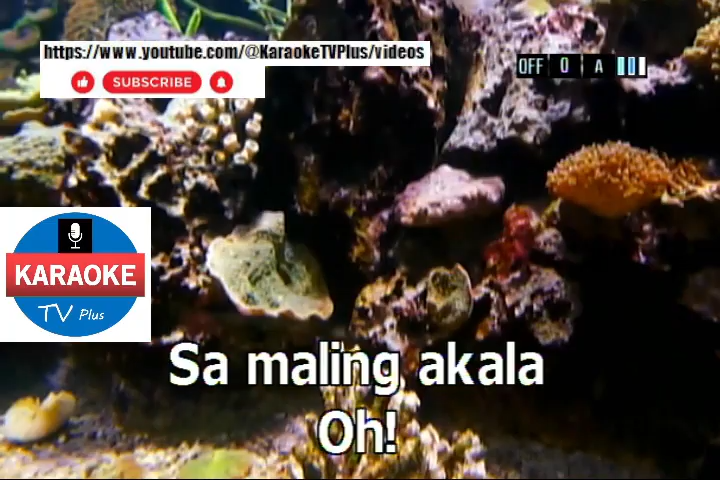 https://www.youtube.com/@KaraokeTVPlus/videos
SUBSCRIBE
OFF 0 A
KARAOKE
TV Plus
Sa maling akala
Oh!